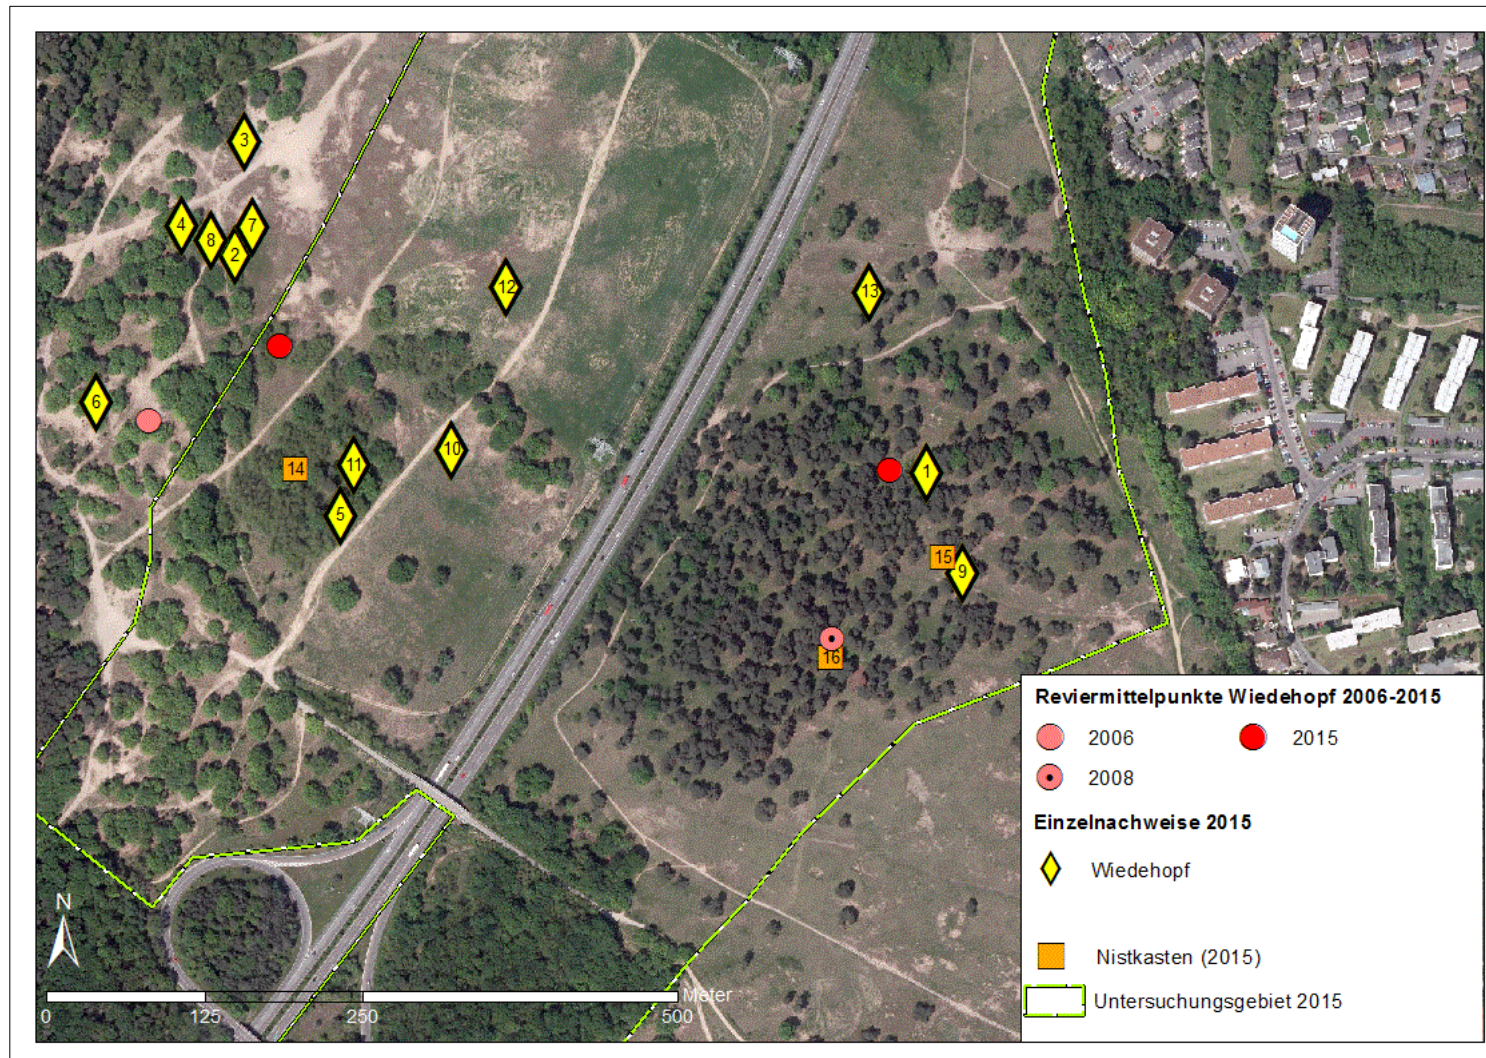 3
4
8
7
2
12
13
6
11
10
14
5
1
15
9
16
Reviermittelpunkte Wiedehopf 2006-2015
2006 2015
2008
Einzelnachweise 2015
Wiedehopf
Nistkasten (2015)
Untersuchungsgebiet 2015
N
Meter
0 125 250 500